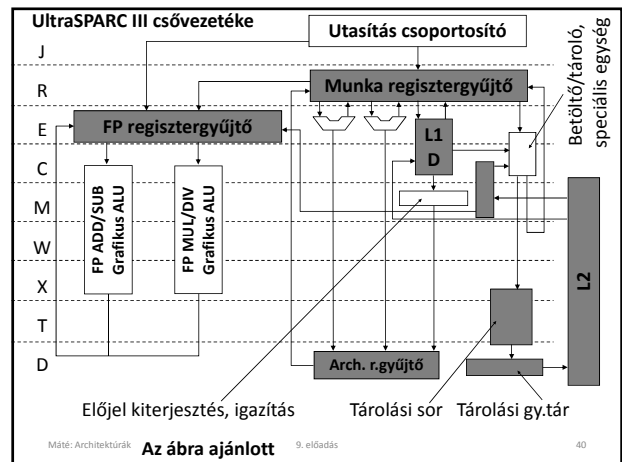 UltraSPARC III csővezetéke
Utasítás csoportosító
Betöltő/tároló,
speciális egység
J
R
Munka regisztergyűjtő
E
FP regisztergyűjtő
L1
D
C
M
W
X
T
D
FP ADD/SUB
Grafikus ALU
FP MUL/DIV
Grafikus ALU
L2
Arch. r.gyűjtő
Előjel kiterjesztés, igazítás
Tárolási sor
Tárolási gy.tár
Máté: Architektúrák
Az ábra ajánlott
9. előadás
40